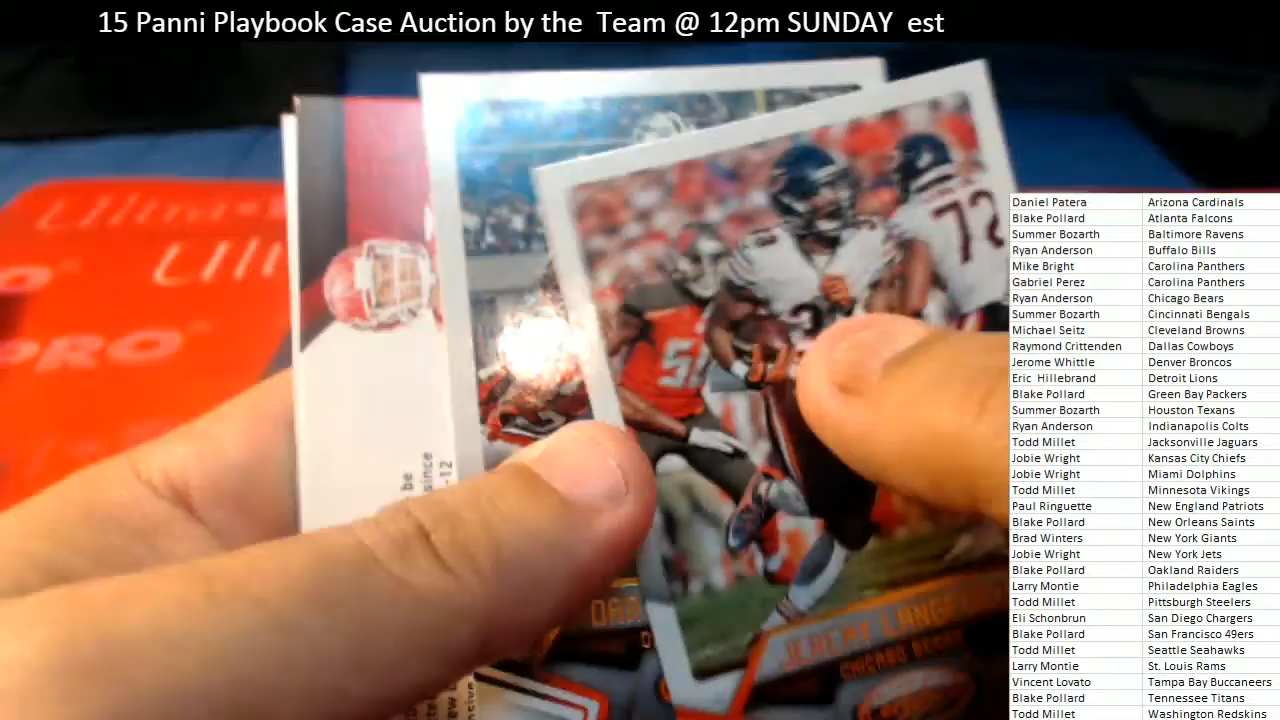 15 Panni Playbook Case Auction by the Team @ 12pm SUNDAY est
72
PRO
be
since
-12
JEREMY LANGF
CHICAGO BEARS
Daniel Patera Arizona Cardinals
Blake Pollard Atlanta Falcons
Summer Bozarth Baltimore Ravens
Ryan Anderson Buffalo Bills
Mike Bright Carolina Panthers
Gabriel Perez Carolina Panthers
Ryan Anderson Chicago Bears
Summer Bozarth Cincinnati Bengals
Michael Seitz Cleveland Browns
Raymond Crittenden Dallas Cowboys
Jerome Whittle Denver Broncos
Eric Hillebrand Detroit Lions
Blake Pollard Green Bay Packers
Summer Bozarth Houston Texans
Ryan Anderson Indianapolis Colts
Todd Millet Jacksonville Jaguars
Jobie Wright Kansas City Chiefs
Jobie Wright Miami Dolphins
Todd Millet Minnesota Vikings
Paul Ringuette New England Patriots
Blake Pollard New Orleans Saints
Brad Winters New York Giants
Jobie Wright New York Jets
Blake Pollard Oakland Raiders
Larry Montie Philadelphia Eagles
Todd Millet Pittsburgh Steelers
Eli Schonbrun San Diego Chargers
Blake Pollard San Francisco 49ers
Todd Millet Seattle Seahawks
Larry Montie St. Louis Rams
Vincent Lovato Tampa Bay Buccaneers
Blake Pollard Tennessee Titans
Todd Millet Washington Redskins